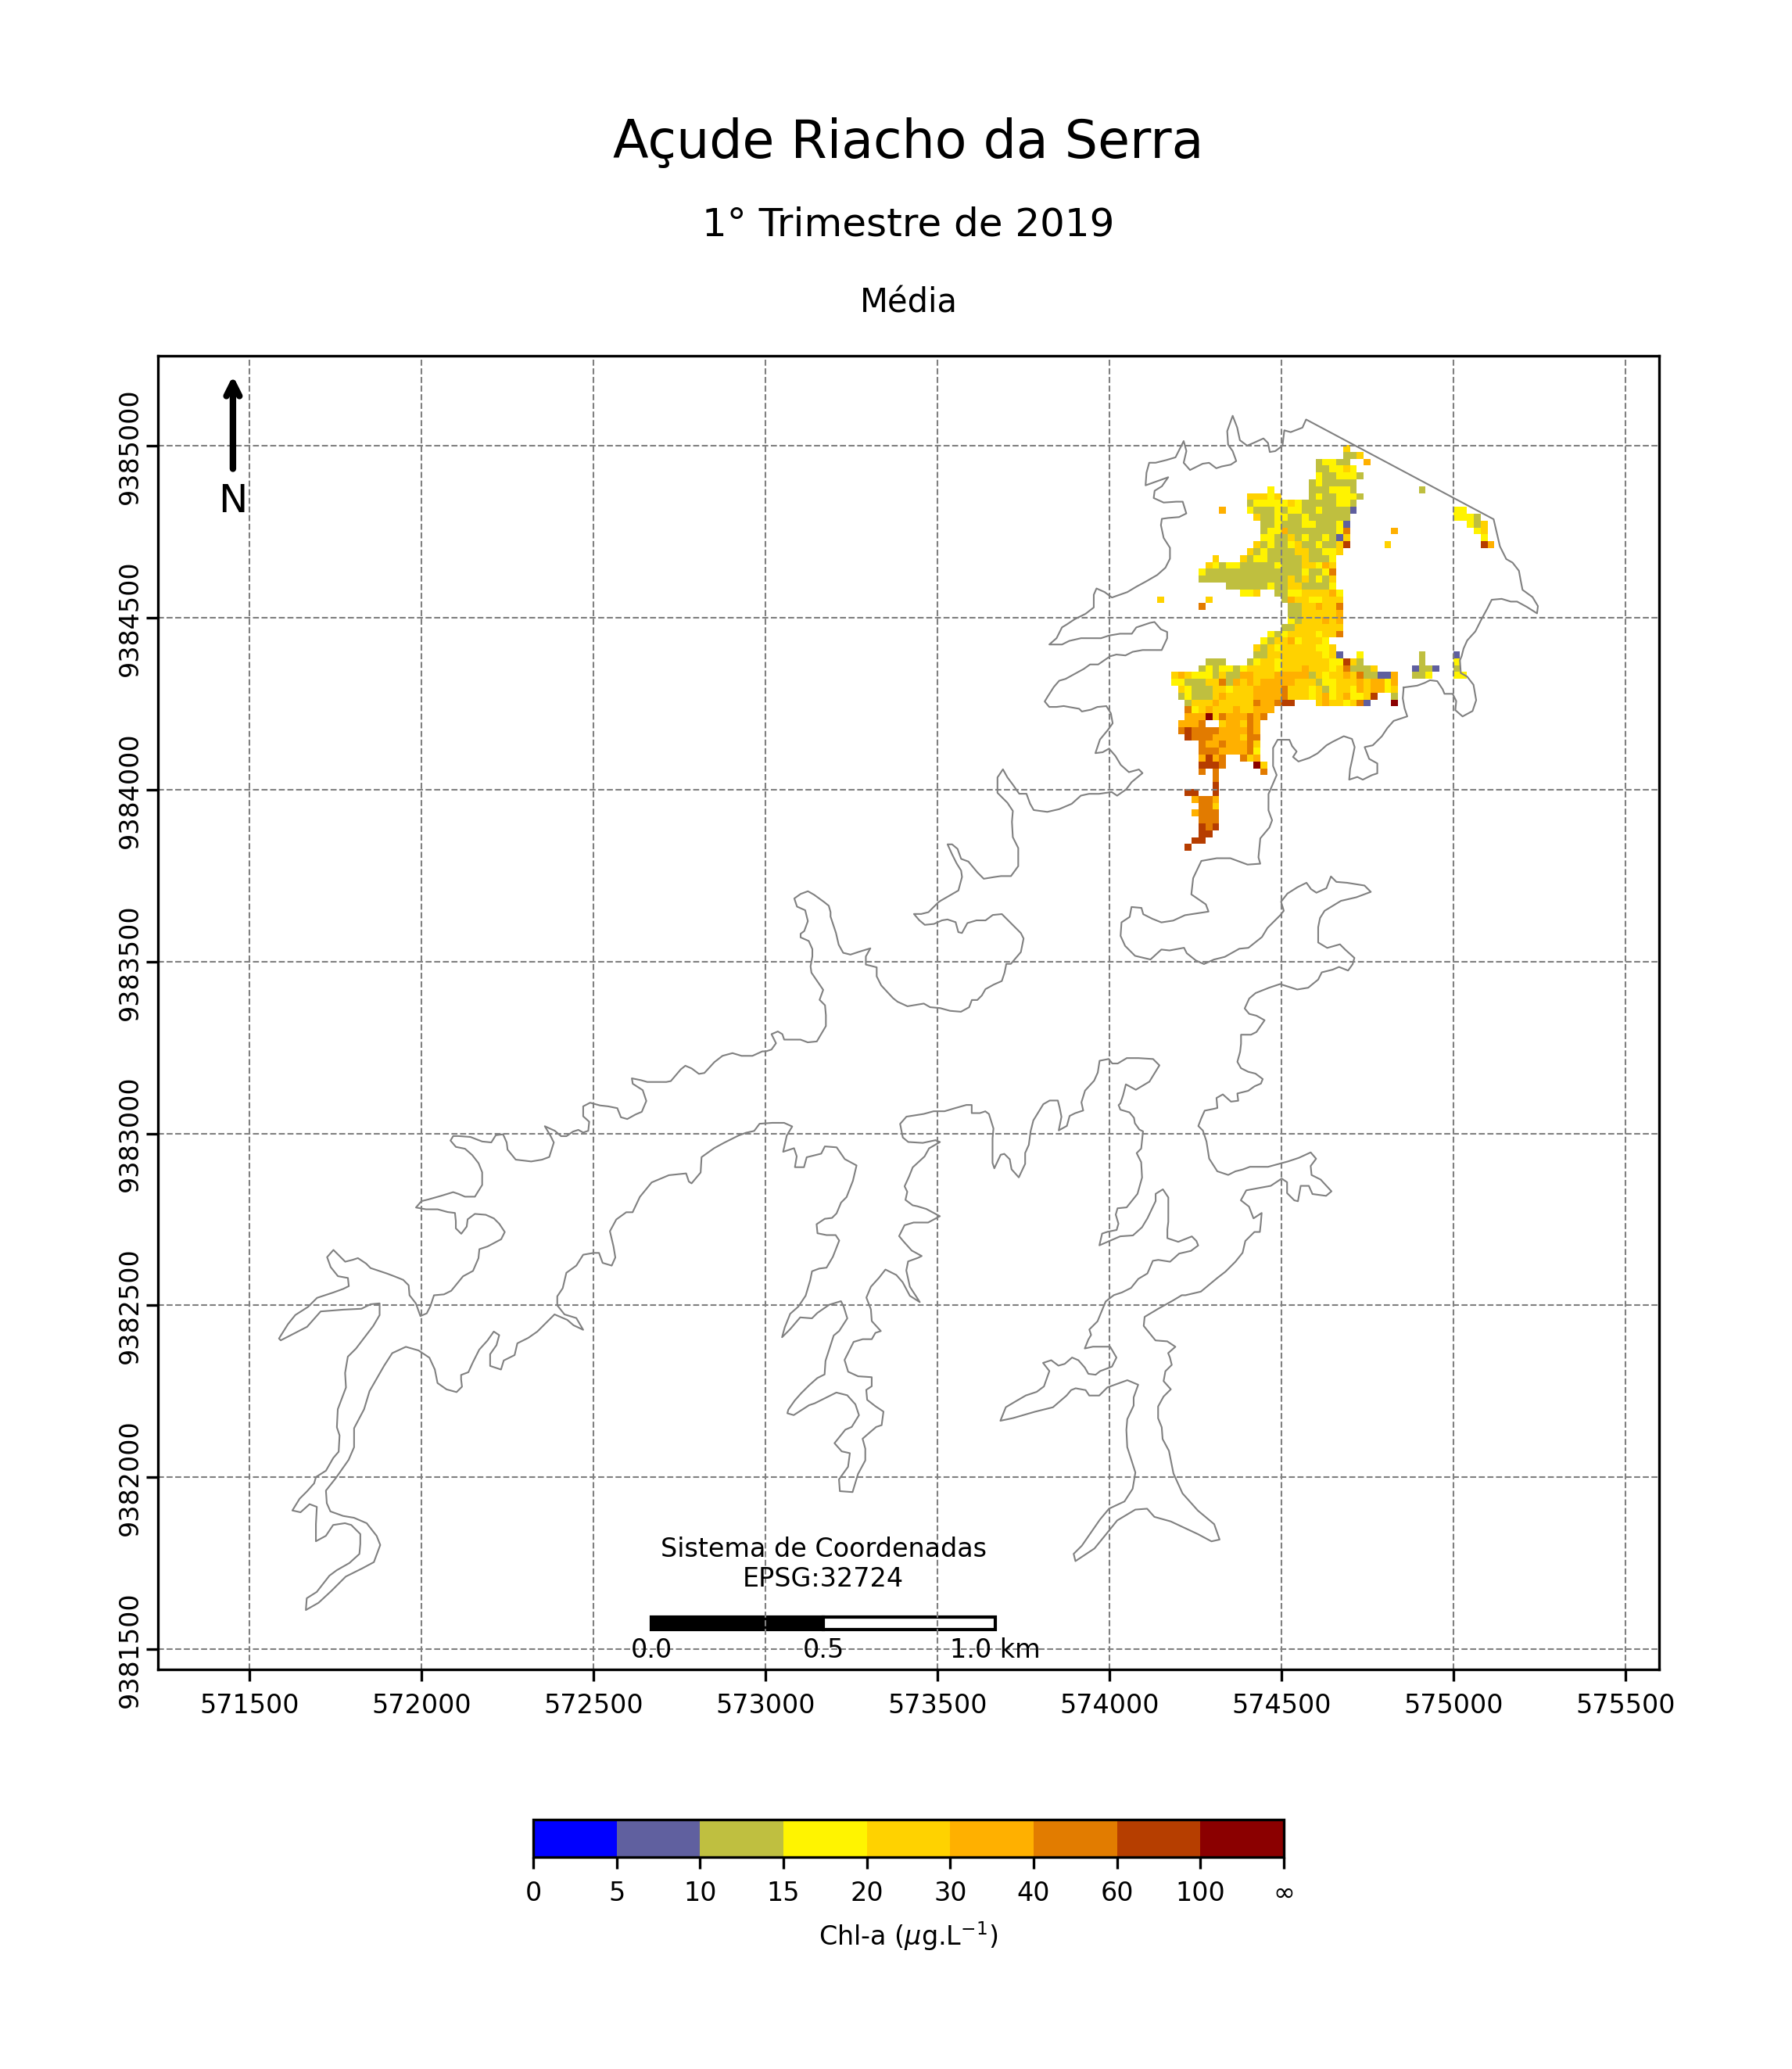 Açude Riacho da Serra
1° Trimestre de 2019
Média
N
9385000
9384500
9384000
9383500
9383000
9382500
9382000
9381500
Sistema de Coordenadas
EPSG:32724
0.0 0.5 1.0 km
571500 572000 572500 573000 573500 574000 574500 575000 575500
0 5 10 15 20 30 40 60 100 ∞
Chl-a (μg.L⁻¹)